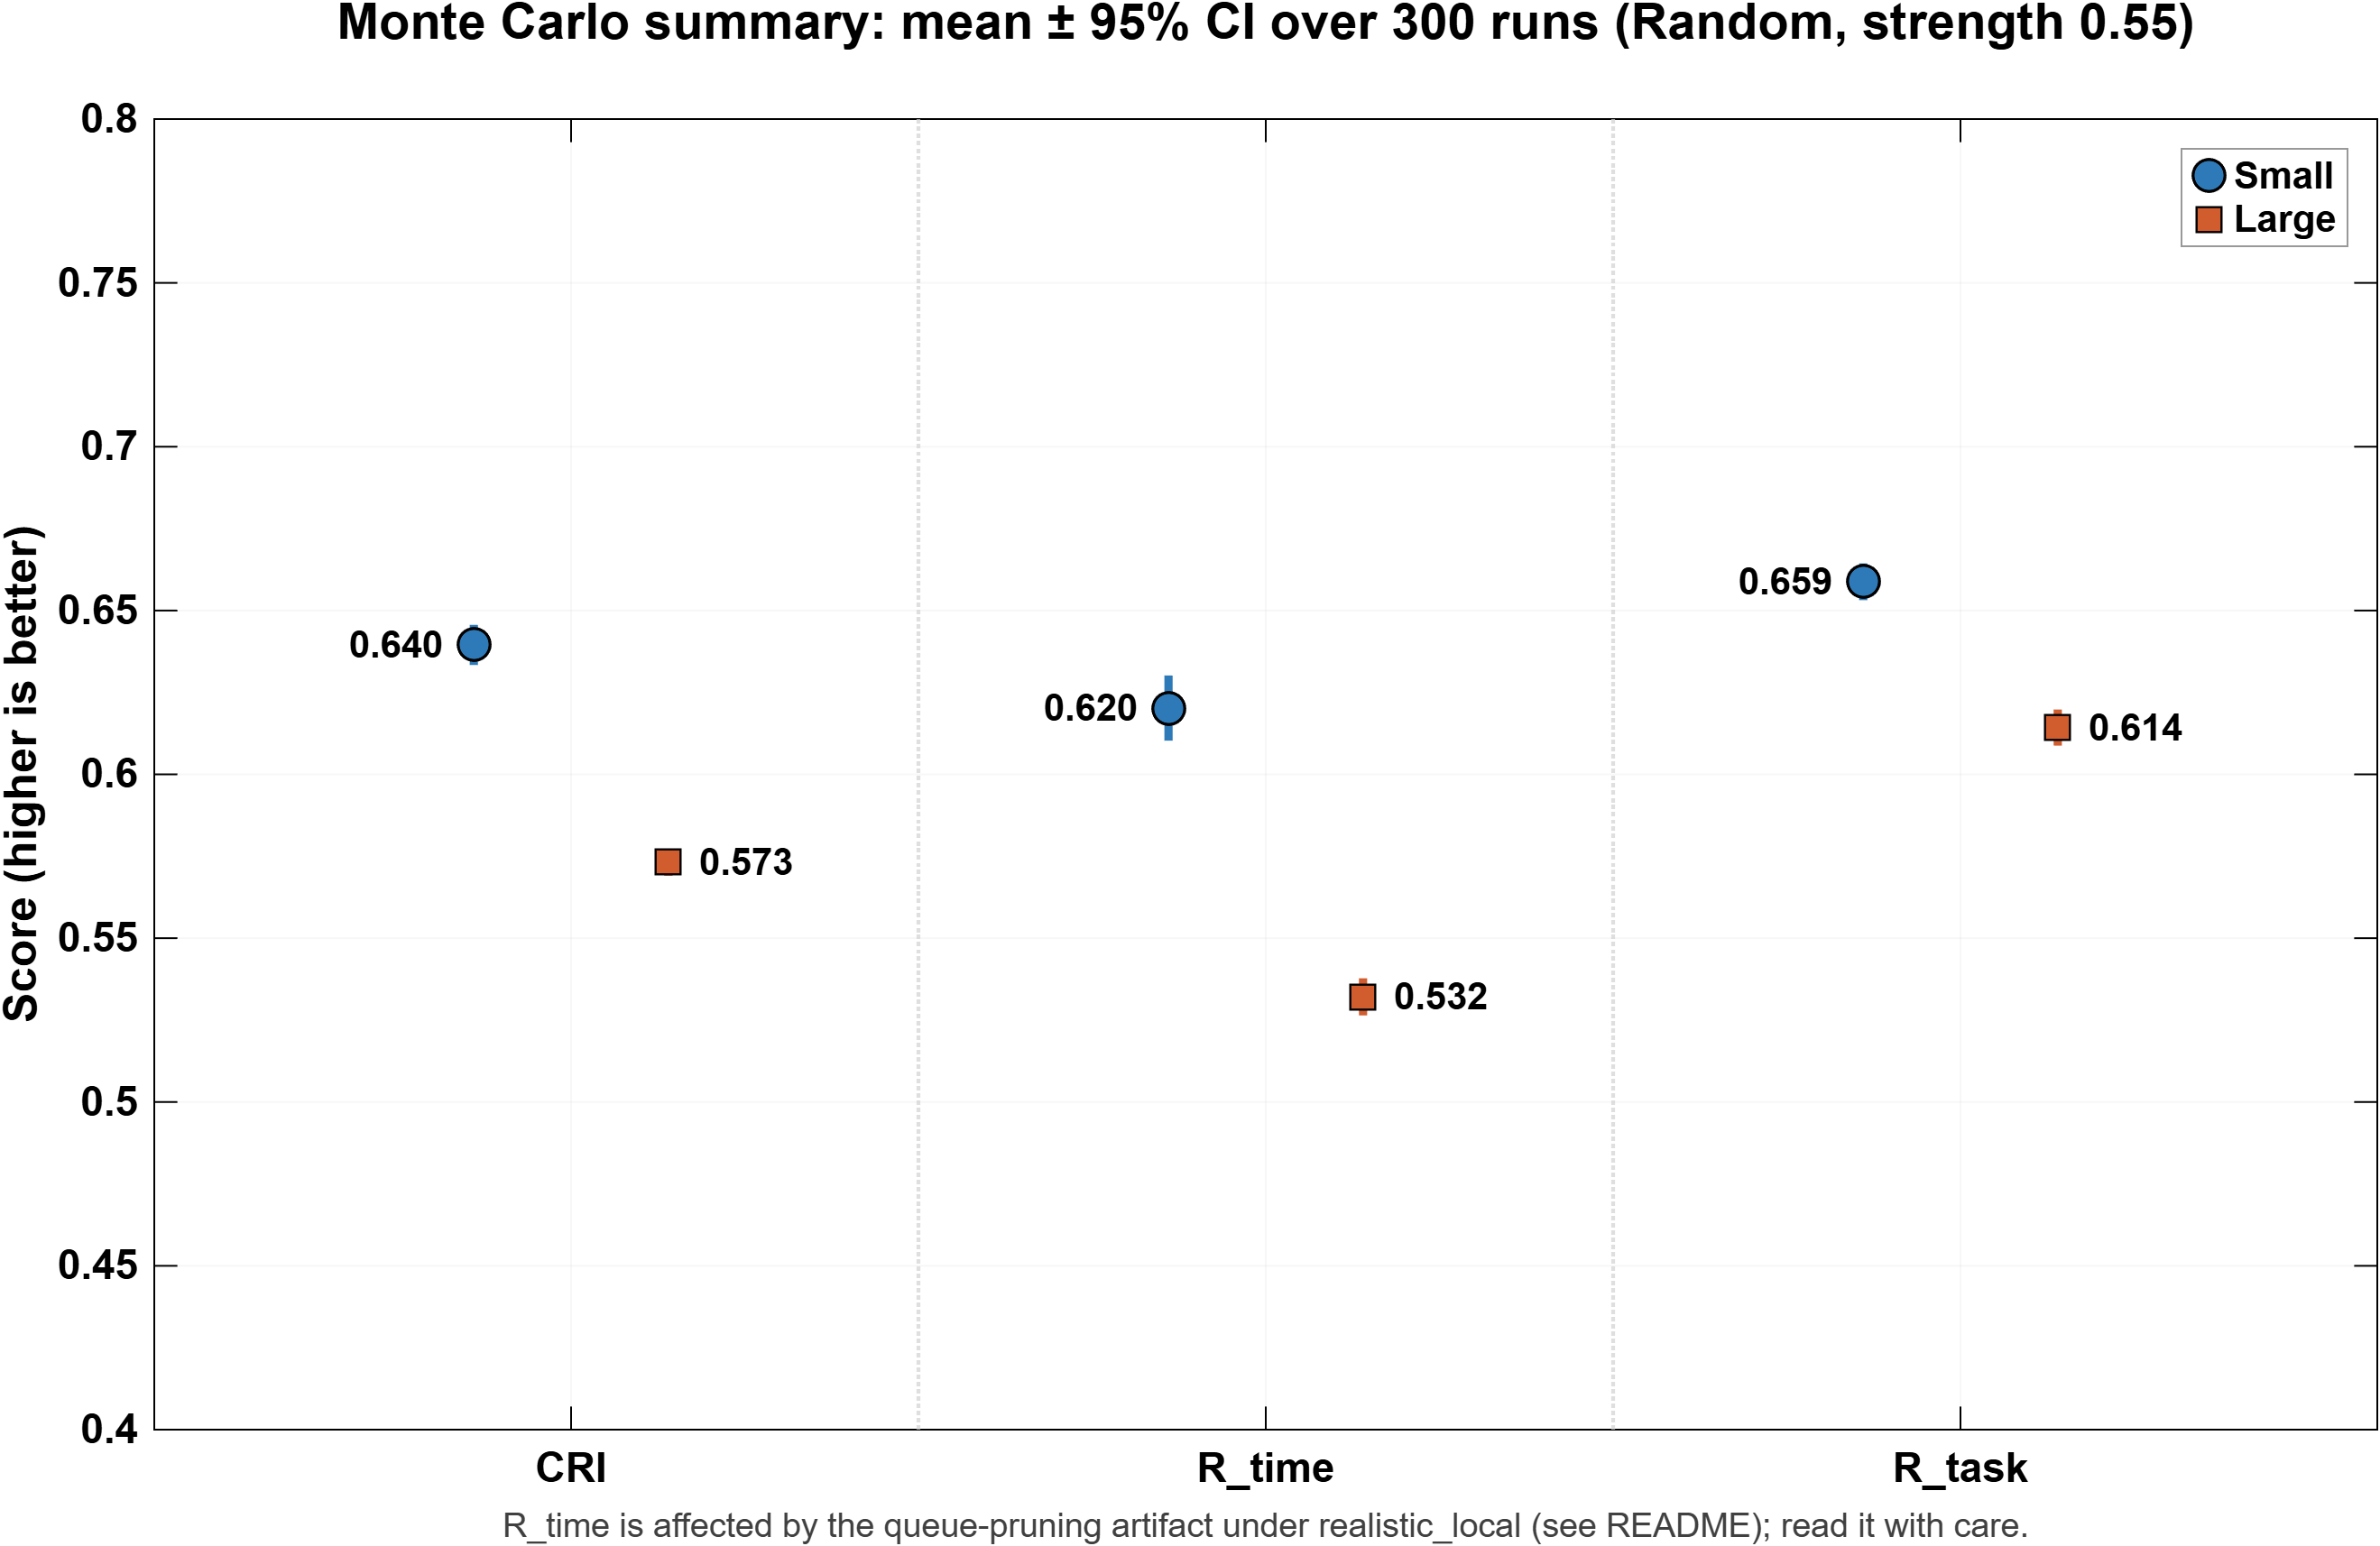 Monte Carlo summary: mean ± 95% CI over 300 runs (Random, strength 0.55)
Score (higher is better)
0.8
0.75
0.7
0.65
0.6
0.55
0.5
0.45
0.4
Small
Large
0.640
0.573
0.620
0.532
0.659
0.614
CRI
R_time
R_task
R_time is affected by the queue-pruning artifact under realistic_local (see README); read it with care.